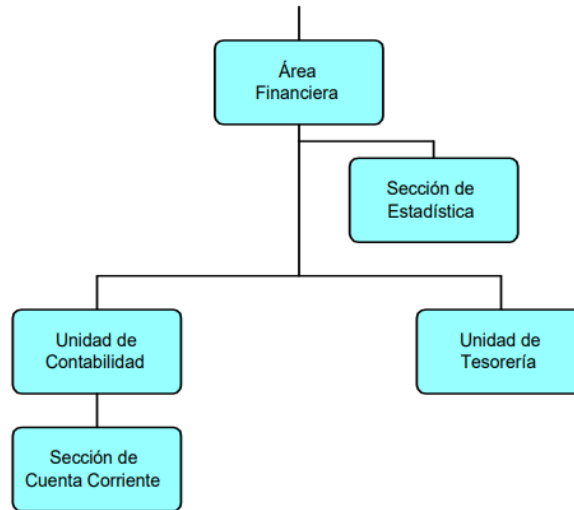 Área
Financiera
Sección de
Estadística
Unidad de
Contabilidad
Unidad de
Tesorería
Sección de
Cuenta Corriente